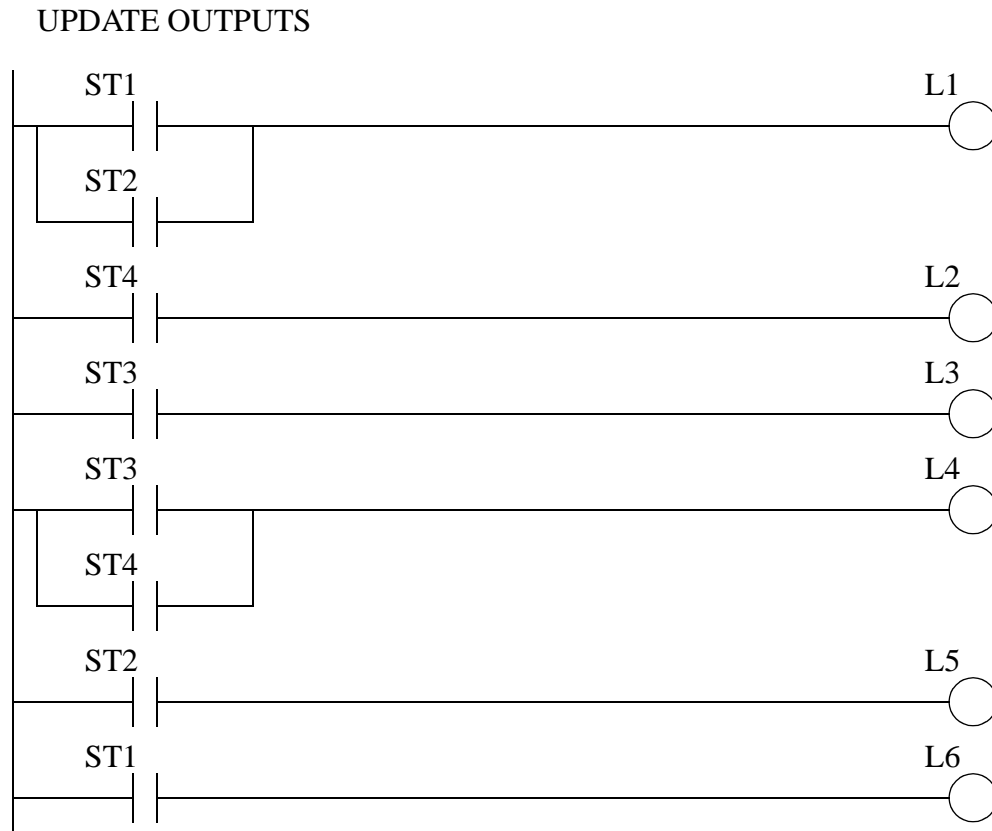 UPDATE OUTPUTS
ST1 L1
ST2
ST4 L2
ST3 L3
ST3 L4
ST4
ST2 L5
ST1 L6